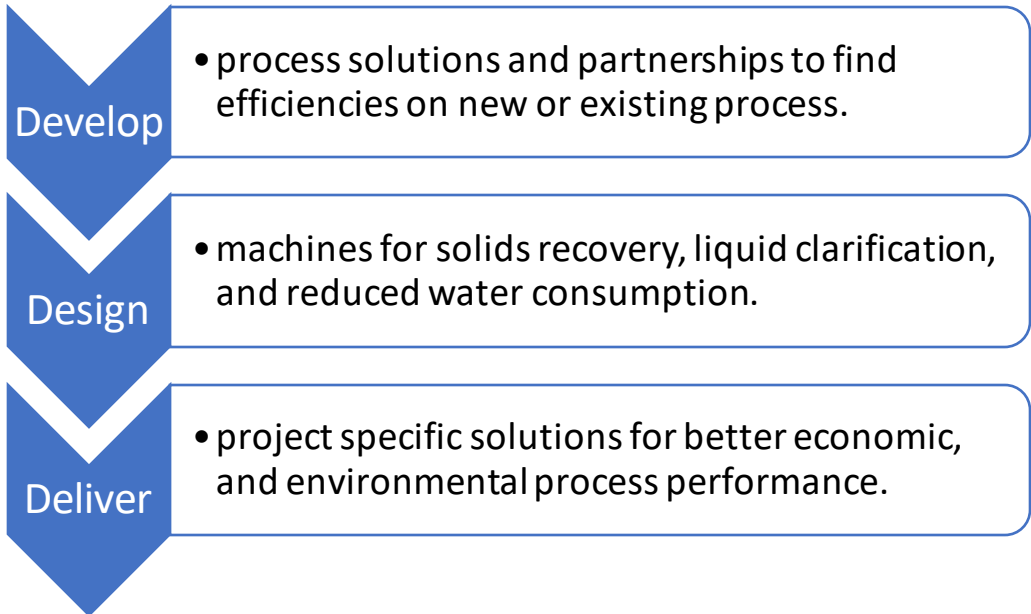 Develop
• process solutions and partnerships to find
efficiencies on new or existing process.
Design
• machines for solids recovery, liquid clarification,
and reduced water consumption.
Deliver
• project specific solutions for better economic,
and environmental process performance.